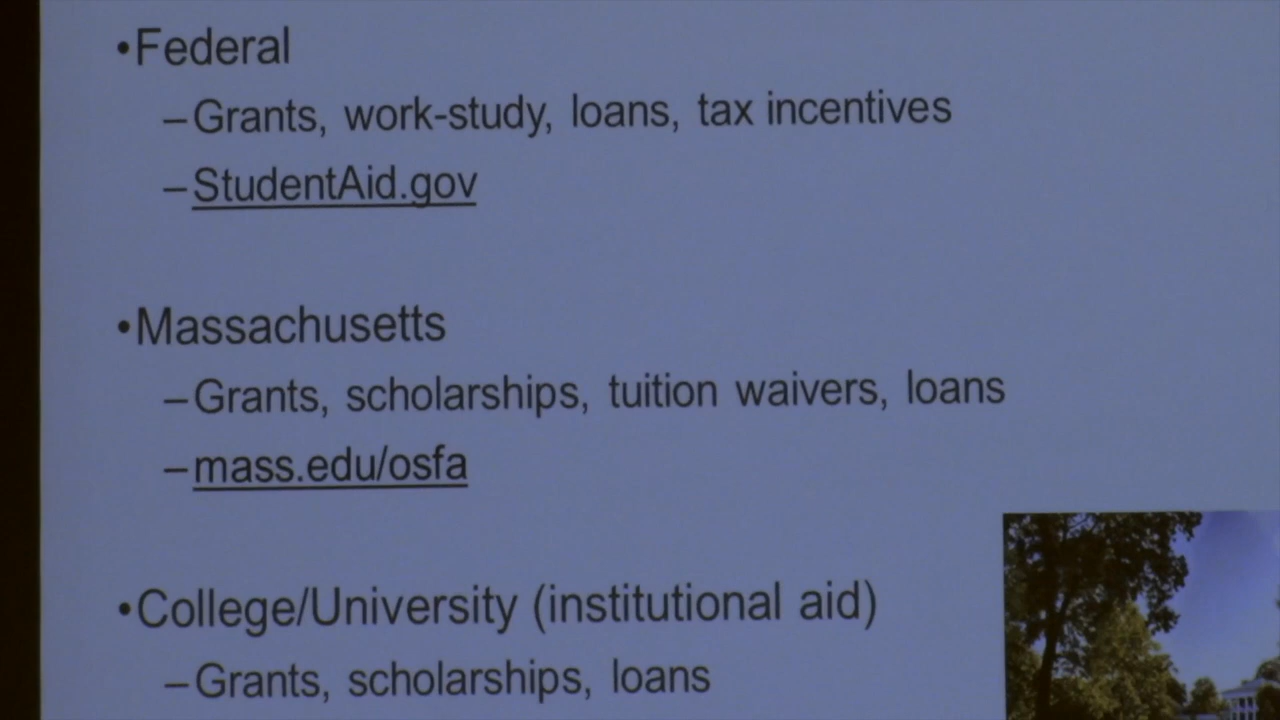 •Federal
–Grants, work-study, loans, tax incentives
–StudentAid.gov
•Massachusetts
–Grants, scholarships, tuition waivers, loans
–mass.edu/osfa
•College/University (institutional aid)
–Grants, scholarships, loans